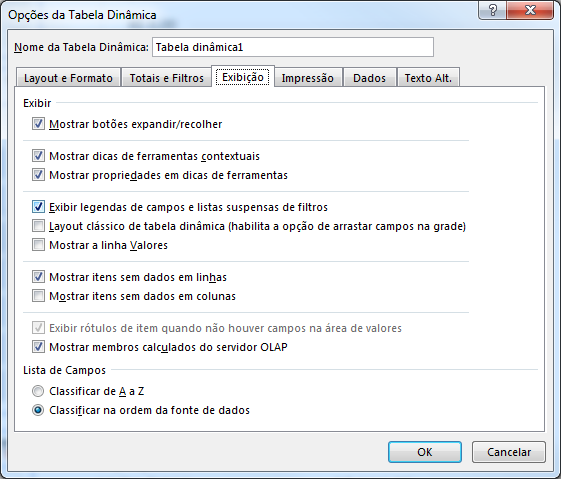 Opções da Tabela Dinâmica
Nome da Tabela Dinâmica: Tabela dinâmica1
Layout e Formato Totais e Filtros Exibição Impressão Dados Texto Alt.
Exibir
Mostrar botões expandir/recolher
Mostrar dicas de ferramentas contextuais
Mostrar propriedades em dicas de ferramentas
Exibir legendas de campos e listas suspensas de filtros
Layout clássico de tabela dinâmica (habilita a opção de arrastar campos na grade)
Mostrar a linha Valores
Mostrar itens sem dados em linhas
Mostrar itens sem dados em colunas
Exibir rótulos de item quando não houver campos na área de valores
Mostrar membros calculados do servidor OLAP
Lista de Campos
Classificar de A a Z
Classificar na ordem da fonte de dados
OK Cancelar